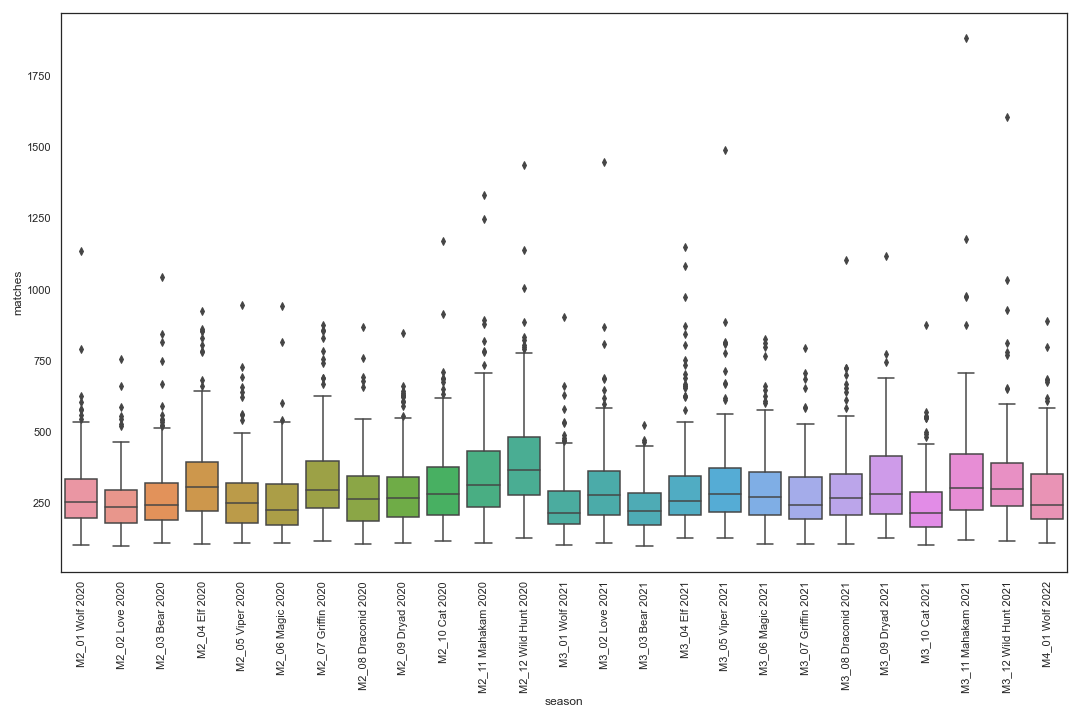 matches
1750
1500
1250
1000
750
500
250
M2_01 Wolf 2020
M2_02 Love 2020
M2_03 Bear 2020
M2_04 Elf 2020
M2_05 Viper 2020
M2_06 Magic 2020
M2_07 Griffin 2020
M2_08 Draconid 2020
M2_09 Dryad 2020
M2_10 Cat 2020
M2_11 Mahakam 2020
M2_12 Wild Hunt 2020
M3_01 Wolf 2021
M3_02 Love 2021
M3_03 Bear 2021
M3_04 Elf 2021
M3_05 Viper 2021
M3_06 Magic 2021
M3_07 Griffin 2021
M3_08 Draconid 2021
M3_09 Dryad 2021
M3_10 Cat 2021
M3_11 Mahakam 2021
M3_12 Wild Hunt 2021
M4_01 Wolf 2022
season